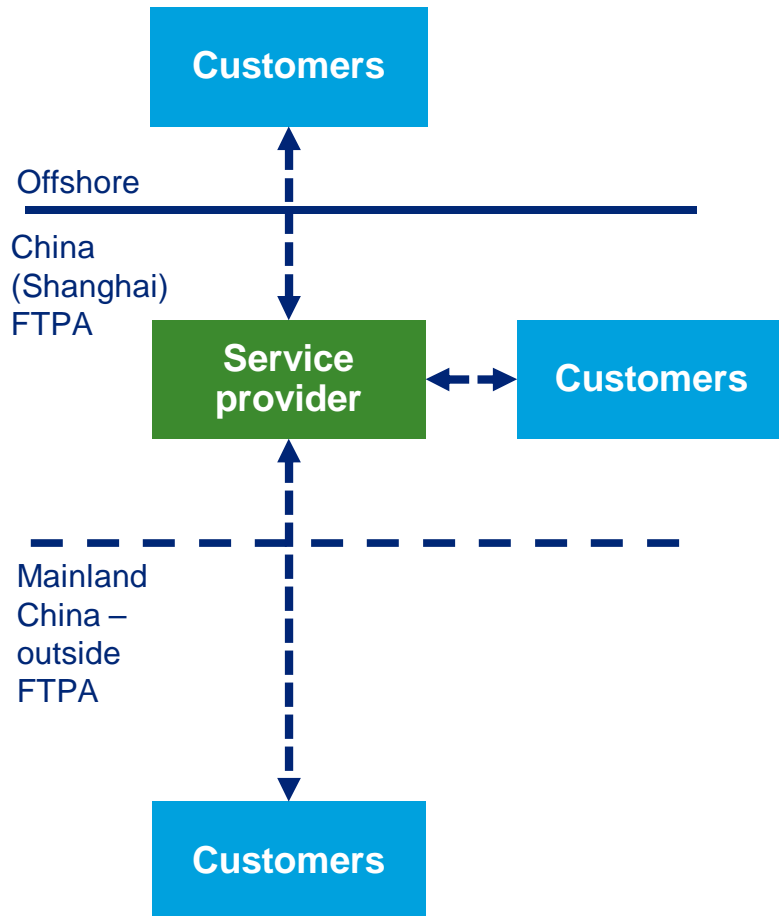 Customers
Offshore
China
(Shanghai)
FTPA
Service
provider
Customers
Mainland
China –
outside
FTPA
Customers